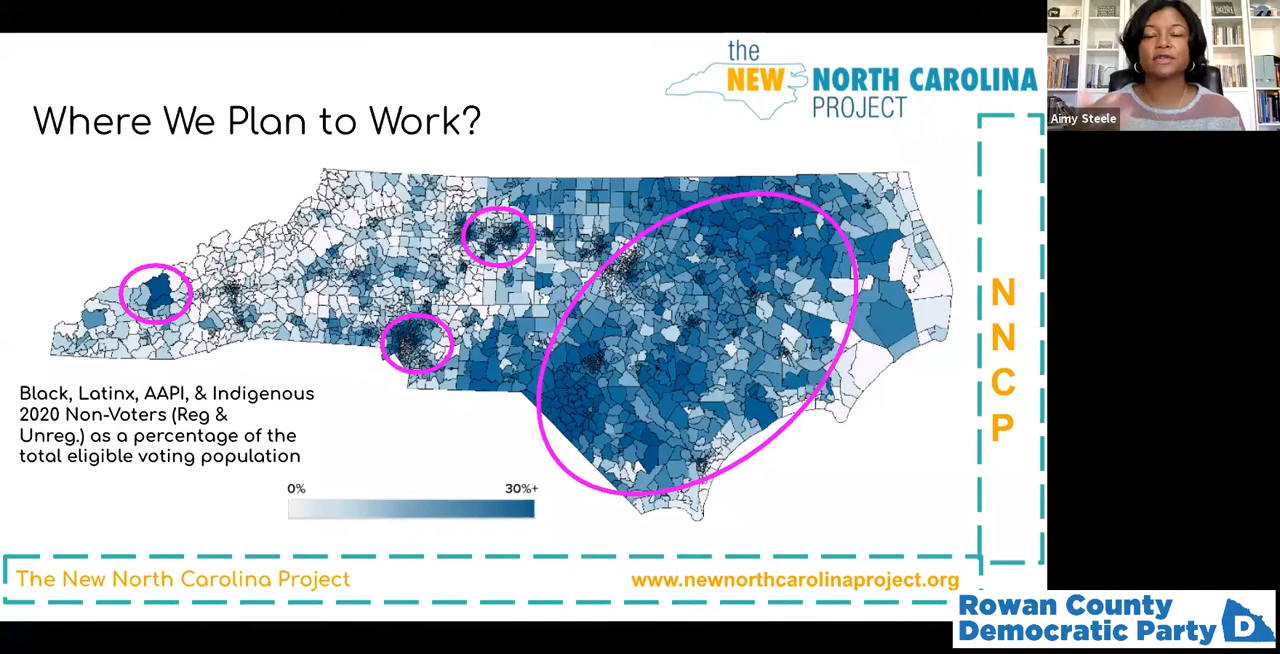 the
NEW NORTH CAROLINA
PROJECT
Aimy Steele
Where We Plan to Work?
Black, Latinx, AAPI, & Indigenous
2020 Non-Voters (Reg &
Unreg.) as a percentage of the
total eligible voting population
0% 30%+
N
N
C
P
The New North Carolina Project
www.newnorthcarolinaproject.org
Rowan County
Democratic Party D